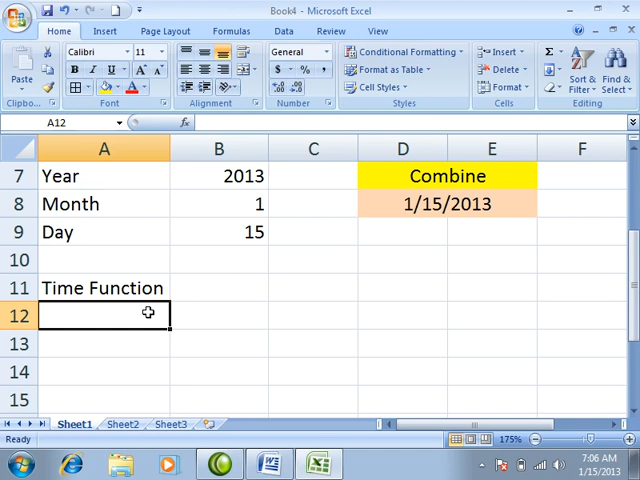 Book4 - Microsoft Excel
Home Insert Page Layout Formulas Data Review View
Paste
Clipboa...
Calibri 11
B I U A A
Font
Alignment
General
$ % ,
Number
Conditional Formatting
Format as Table
Cell Styles
Styles
Insert
Delete
Format
Cells
Σ
Sort & Filter
Find & Select
Editing
A12 fx
A B C D E F
7 Year 2013 Combine
8 Month 1 1/15/2013
9 Day 15
10
11 Time Function
12
13
14
15
Sheet1 Sheet2 Sheet3
Ready 175%
7:06 AM
1/15/2013